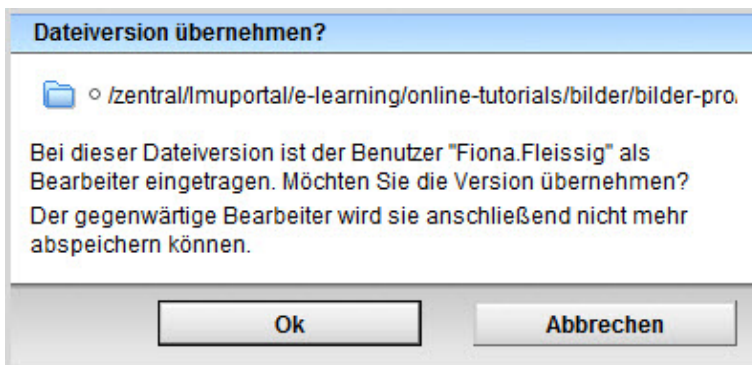 Dateiversion übernehmen?
/zentral/lmuportal/e-learning/online-tutorials/bilder/bilder-pro
Bei dieser Dateiversion ist der Benutzer "Fiona.Fleissig" als
Bearbeiter eingetragen. Möchten Sie die Version übernehmen?
Der gegenwärtige Bearbeiter wird sie anschließend nicht mehr
abspeichern können.
Ok Abbrechen